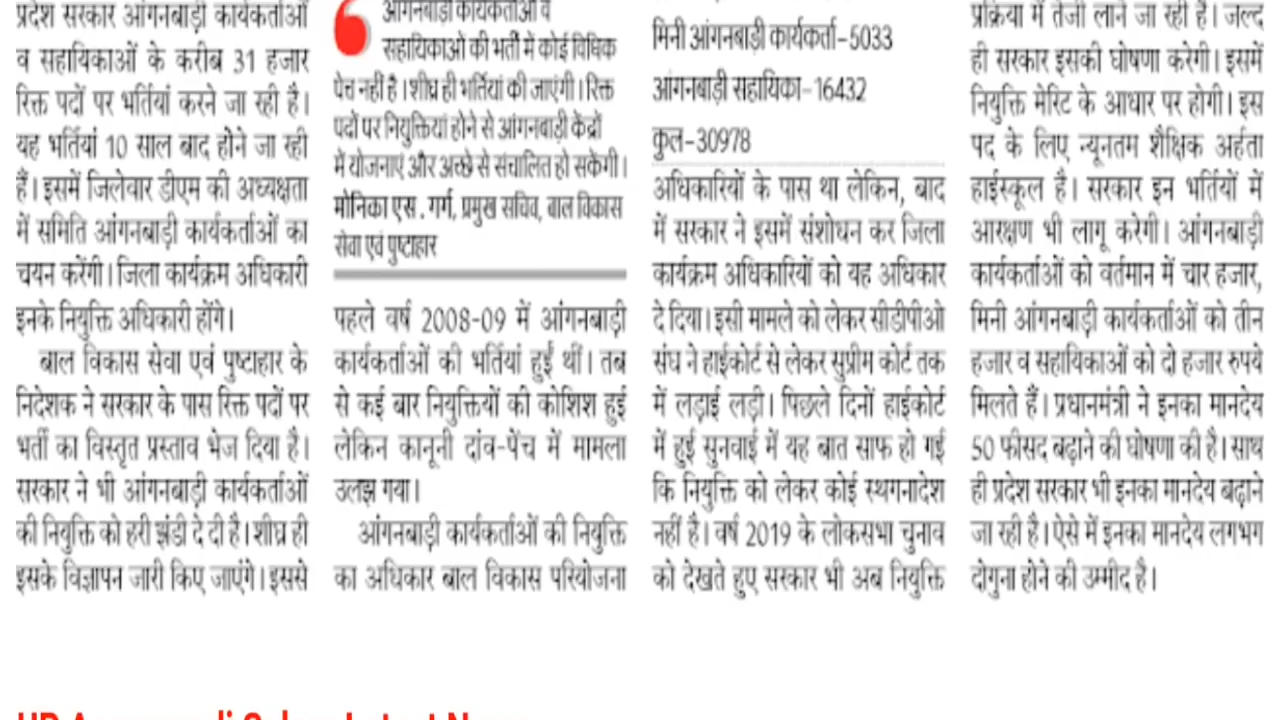 प्रदेश सरकार आंगनबाड़ी कार्यकर्ताओं
व सहायिकाओं के करीब 31 हजार
रिक्त पदों पर भर्तियां करने जा रही है।
यह भर्तियां 10 साल बाद होने जा रही
हैं। इसमें जिलेवार डीएम की अध्यक्षता
में समिति आंगनबाड़ी कार्यकर्ताओं का
चयन करेंगी। जिला कार्यक्रम अधिकारी
इनके नियुक्ति अधिकारी होंगे।
बाल विकास सेवा एवं पुष्टाहार के
निदेशक ने सरकार के पास रिक्त पदों पर
भर्ती का विस्तृत प्रस्ताव भेज दिया है।
सरकार ने भी आंगनबाड़ी कार्यकर्ताओं
की नियुक्ति को हरी झंडी दे दी है। शीघ्र ही
इसके विज्ञापन जारी किए जाएंगे। इससे
आंगनबाड़ी कार्यकर्ताओं व
सहायिकाओं की भर्ती में कोई विधिक
पेच नहीं है। शीघ्र ही भर्तियां की जाएंगी। रिक्त
पदों पर नियुक्तियां होने से आंगनबाड़ी केंद्रों
में योजनाएं और अच्छे से संचालित हो सकेंगी।
मोनिका एस. गर्ग, प्रमुख सचिव, बाल विकास
सेवा एवं पुष्टाहार
पहले वर्ष 2008-09 में आंगनबाड़ी
कार्यकर्ताओं की भर्तियां हुईं थीं। तब
से कई बार नियुक्तियों की कोशिश हुई
लेकिन कानूनी दांव-पेंच में मामला
उलझ गया।
आंगनबाड़ी कार्यकर्ताओं की नियुक्ति
का अधिकार बाल विकास परियोजना
मिनी आंगनबाड़ी कार्यकर्ता-5033
आंगनबाड़ी सहायिका-16432
कुल-30978
अधिकारियों के पास था लेकिन, बाद
में सरकार ने इसमें संशोधन कर जिला
कार्यक्रम अधिकारियों को यह अधिकार
दे दिया। इसी मामले को लेकर सीडीपीओ
संघ ने हाईकोर्ट से लेकर सुप्रीम कोर्ट तक
में लड़ाई लड़ी। पिछले दिनों हाईकोर्ट
में हुई सुनवाई में यह बात साफ हो गई
कि नियुक्ति को लेकर कोई स्थगनादेश
नहीं है। वर्ष 2019 के लोकसभा चुनाव
को देखते हुए सरकार भी अब नियुक्ति
प्रक्रिया में तेजी लाने जा रही है। जल्द
ही सरकार इसकी घोषणा करेगी। इसमें
नियुक्ति मेरिट के आधार पर होगी। इस
पद के लिए न्यूनतम शैक्षिक अर्हता
हाईस्कूल है। सरकार इन भर्तियों में
आरक्षण भी लागू करेगी। आंगनबाड़ी
कार्यकर्ताओं को वर्तमान में चार हजार,
मिनी आंगनबाड़ी कार्यकर्ताओं को तीन
हजार व सहायिकाओं को दो हजार रुपये
मिलते हैं। प्रधानमंत्री ने इनका मानदेय
50 फीसद बढ़ाने की घोषणा की है। साथ
ही प्रदेश सरकार भी इनका मानदेय बढ़ाने
जा रही है। ऐसे में इनका मानदेय लगभग
दोगुना होने की उम्मीद है।